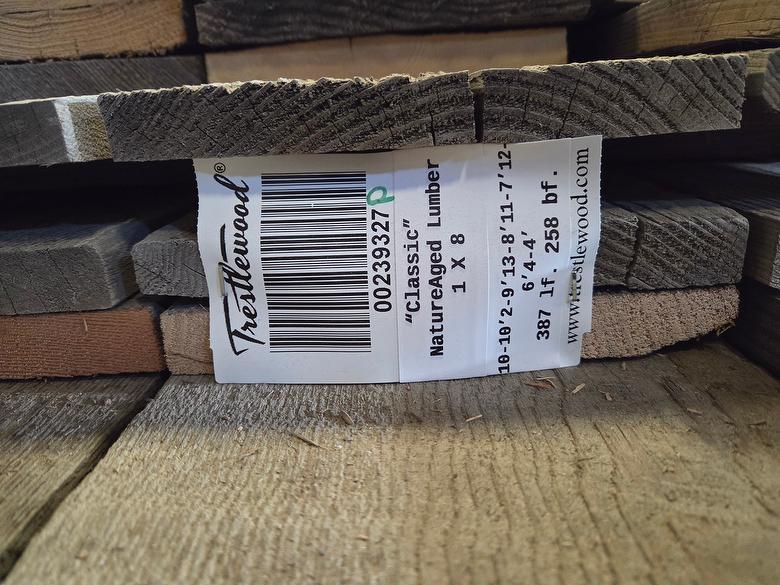 Trestlewood®
00239327 p
"Classic"
NatureAged Lumber
1 X 8
10-10'2-9'13-8'11-7'12-
6'4-4'
387 lf. 258 bf.
www.trestlewood.com